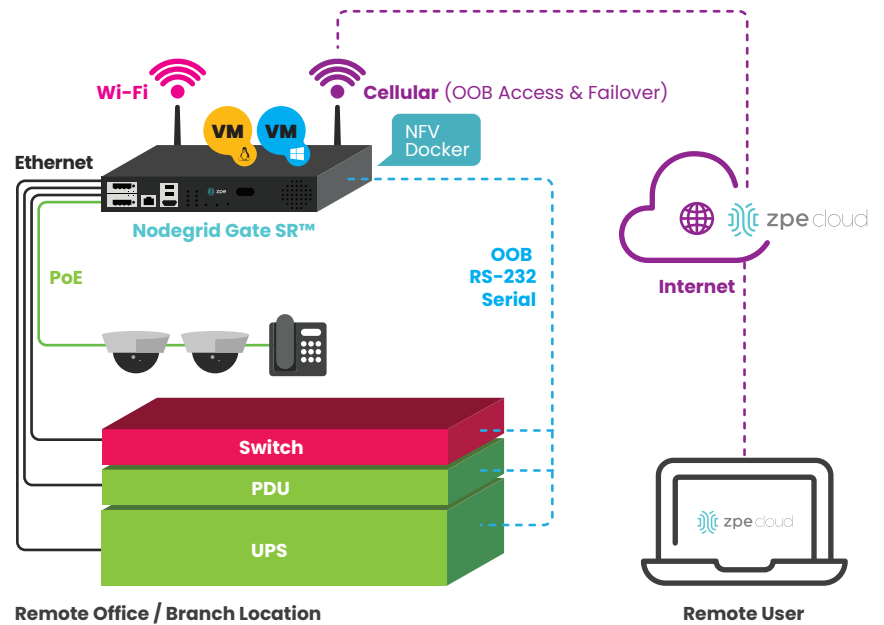 Wi-Fi
Cellular (OOB Access & Failover)
VM
VM
NFV
Docker
Ethernet
zpe
Nodegrid Gate SR™
PoE
OOB
RS-232
Serial
zpe cloud
Internet
Switch
PDU
UPS
zpe cloud
Remote Office / Branch Location
Remote User